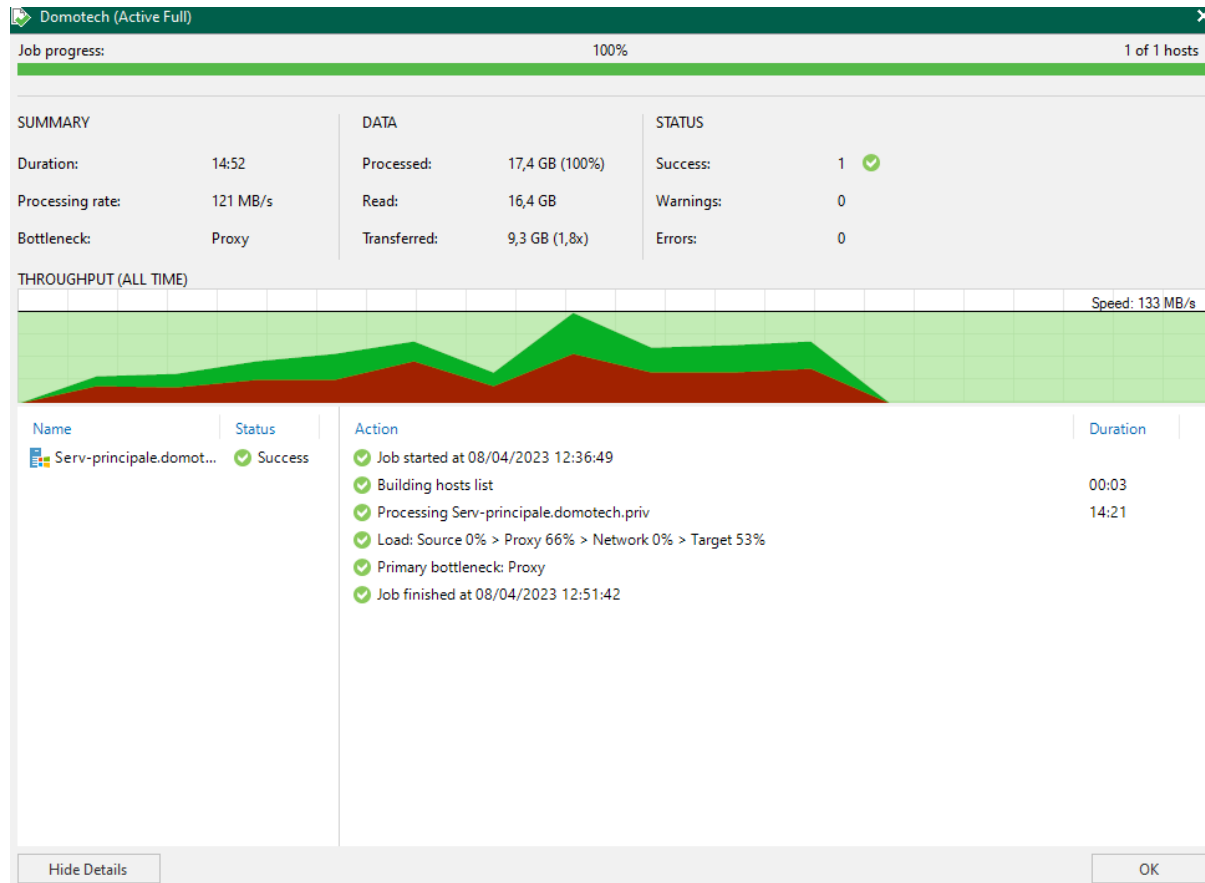 Domotech (Active Full)
Job progress: 100% 1 of 1 hosts
SUMMARY DATA STATUS
Duration: 14:52 Processed: 17,4 GB (100%) Success: 1
Processing rate: 121 MB/s Read: 16,4 GB Warnings: 0
Bottleneck: Proxy Transferred: 9,3 GB (1,8x) Errors: 0
THROUGHPUT (ALL TIME)
Speed: 133 MB/s
Name Status Action Duration
Serv-principale.domot... Success Job started at 08/04/2023 12:36:49
Building hosts list 00:03
Processing Serv-principale.domotech.priv 14:21
Load: Source 0% > Proxy 66% > Network 0% > Target 53%
Primary bottleneck: Proxy
Job finished at 08/04/2023 12:51:42
Hide Details OK